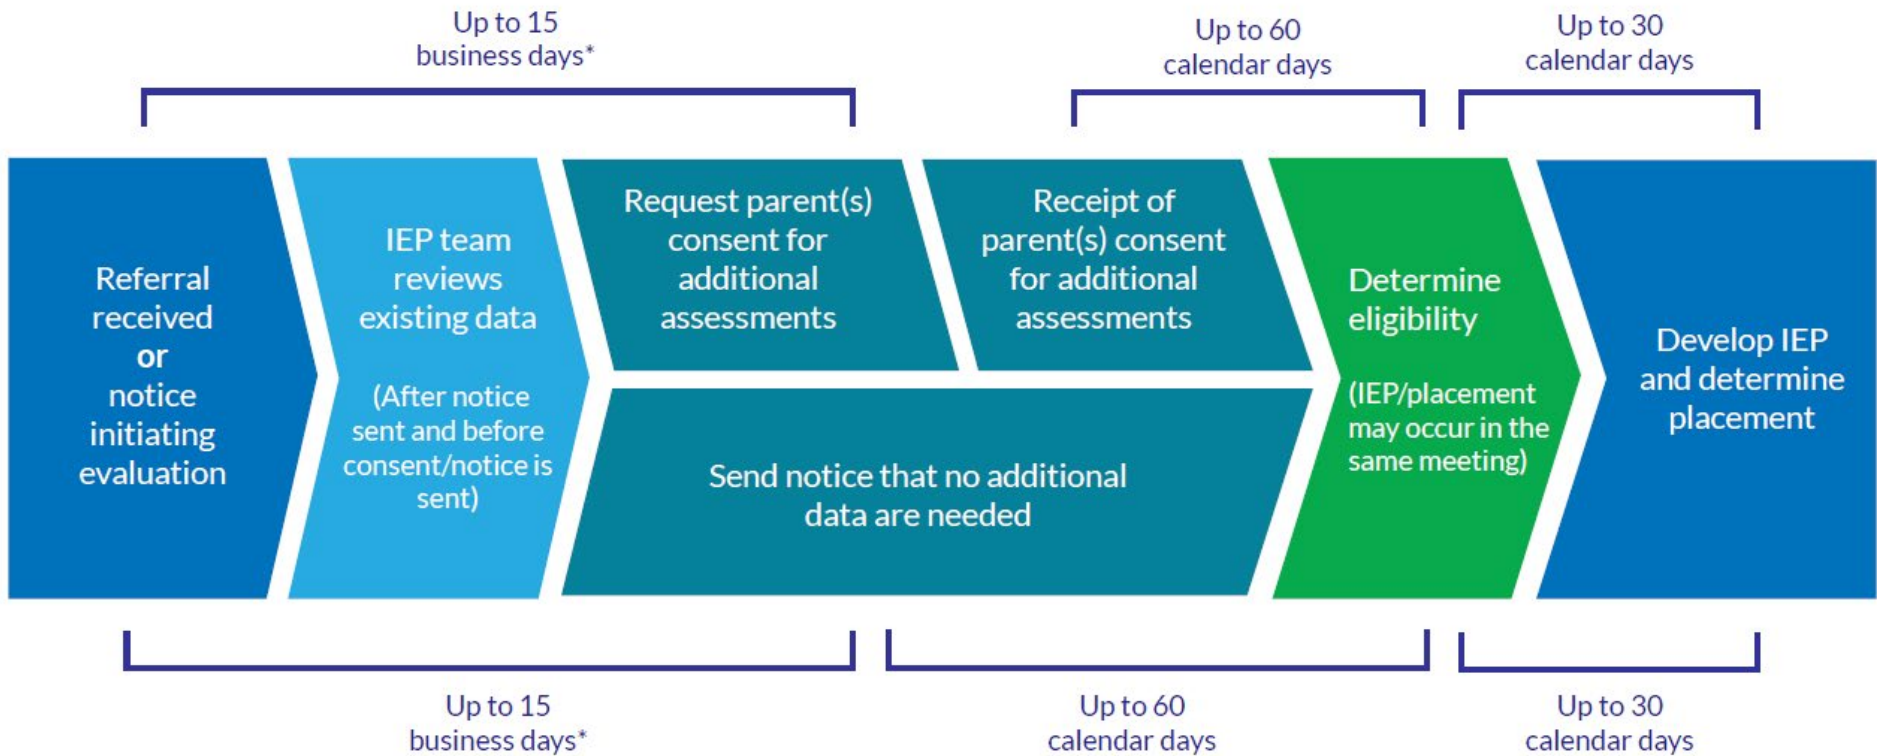 Up to 15
business days*
Up to 60
calendar days
Up to 30
calendar days
Referral
received
or
notice
initiating
evaluation
IEP team
reviews
existing data
(After notice
sent and before
consent/notice is
sent)
Request parent(s)
consent for
additional
assessments
Receipt of
parent(s) consent
for additional
assessments
Send notice that no additional
data are needed
Determine
eligibility
(IEP/placement
may occur in the
same meeting)
Develop IEP
and determine
placement
Up to 15
business days*
Up to 60
calendar days
Up to 30
calendar days